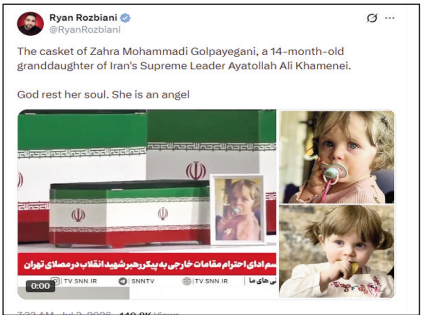 Ryan Rozbiani
@RyanRozbiani
The casket of Zahra Mohammadi Golpayegani, a 14-month-old
granddaughter of Iran's Supreme Leader Ayatollah Ali Khamenei.
God rest her soul. She is an angel
ادای احترام مقامات خارجی به پیکر رهبر شهید انقلاب در مصلای تهران
0:00
TV.SNN.IR
SNNTV
TV.SNN.IR
ی های ما